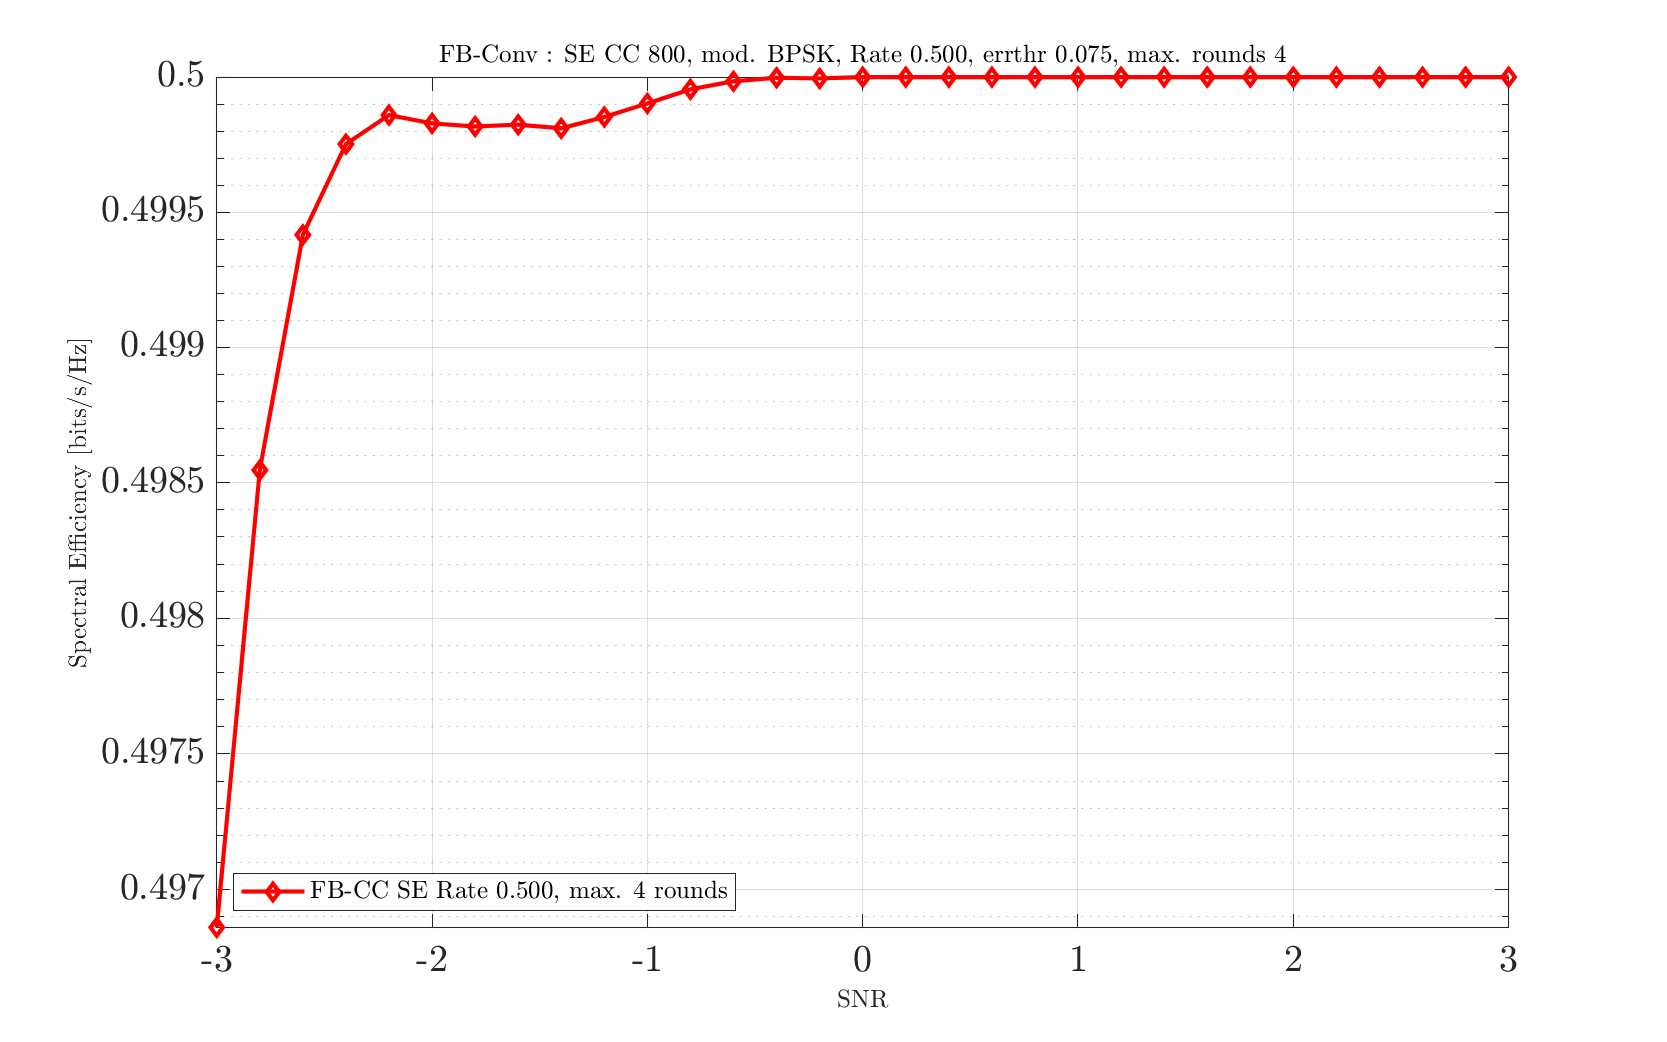 FB-Conv : SE CC 800, mod. BPSK, Rate 0.500, errthr 0.075, max. rounds 4
0.5
0.4995
0.499
0.4985
0.498
0.4975
0.497
Spectral Efficiency [bits/s/Hz]
FB-CC SE Rate 0.500, max. 4 rounds
-3 -2 -1 0 1 2 3
SNR